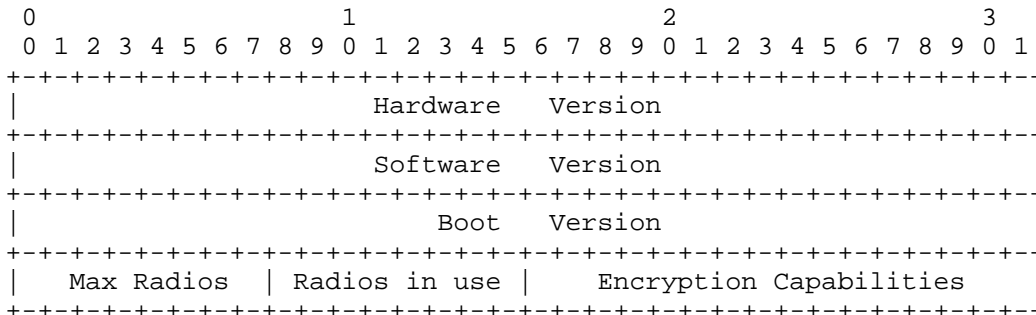 0                   1                   2                   3
0 1 2 3 4 5 6 7 8 9 0 1 2 3 4 5 6 7 8 9 0 1 2 3 4 5 6 7 8 9 0 1
+-+-+-+-+-+-+-+-+-+-+-+-+-+-+-+-+-+-+-+-+-+-+-+-+-+-+-+-+-+-+-+-
|                      Hardware   Version
+-+-+-+-+-+-+-+-+-+-+-+-+-+-+-+-+-+-+-+-+-+-+-+-+-+-+-+-+-+-+-+-
|                      Software   Version
+-+-+-+-+-+-+-+-+-+-+-+-+-+-+-+-+-+-+-+-+-+-+-+-+-+-+-+-+-+-+-+-
|                          Boot   Version
+-+-+-+-+-+-+-+-+-+-+-+-+-+-+-+-+-+-+-+-+-+-+-+-+-+-+-+-+-+-+-+-
|   Max Radios  | Radios in use |    Encryption Capabilities
+-+-+-+-+-+-+-+-+-+-+-+-+-+-+-+-+-+-+-+-+-+-+-+-+-+-+-+-+-+-+-+-